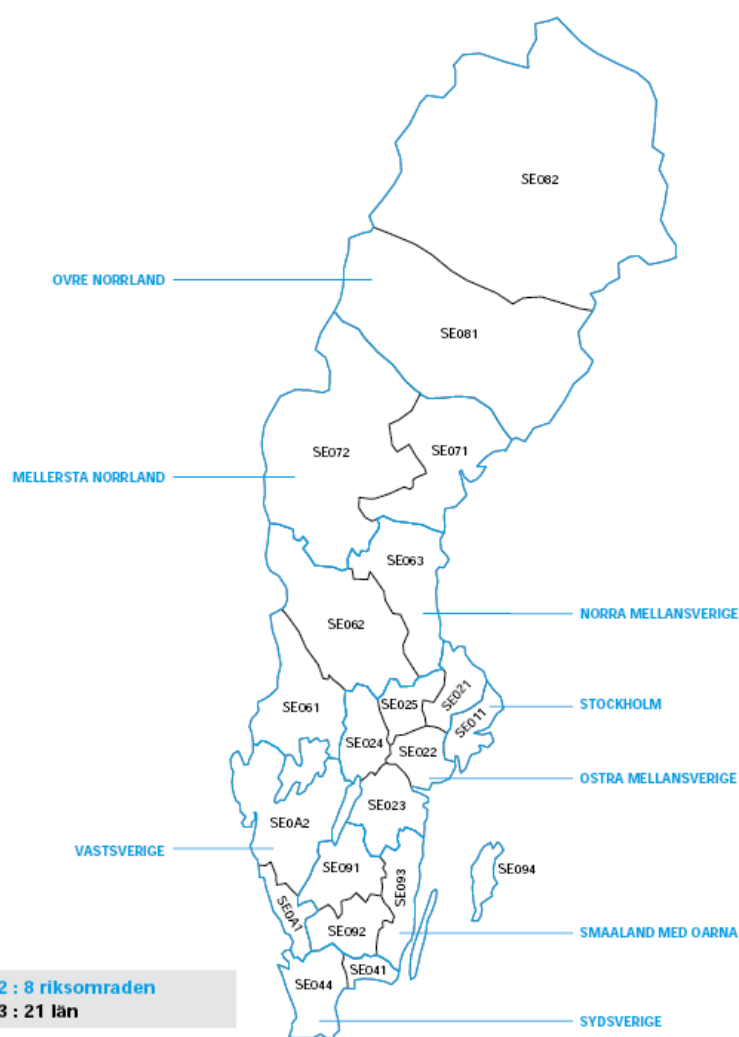 SE082
OVRE NORRLAND
SE081
SE072
SE071
MELLERSTA NORRLAND
SE063
NORRA MELLANSVERIGE
SE062
SE021
SE025
STOCKHOLM
SE061
SE011
SE024
SE022
OSTRA MELLANSVERIGE
SE023
SE0A2
VASTSVERIGE
SE091
SE093
SE094
SE0A1
SE092
SMAALAND MED OARNA
SE041
SE044
2 : 8 riksomraden
3 : 21 län
SYDSVERIGE